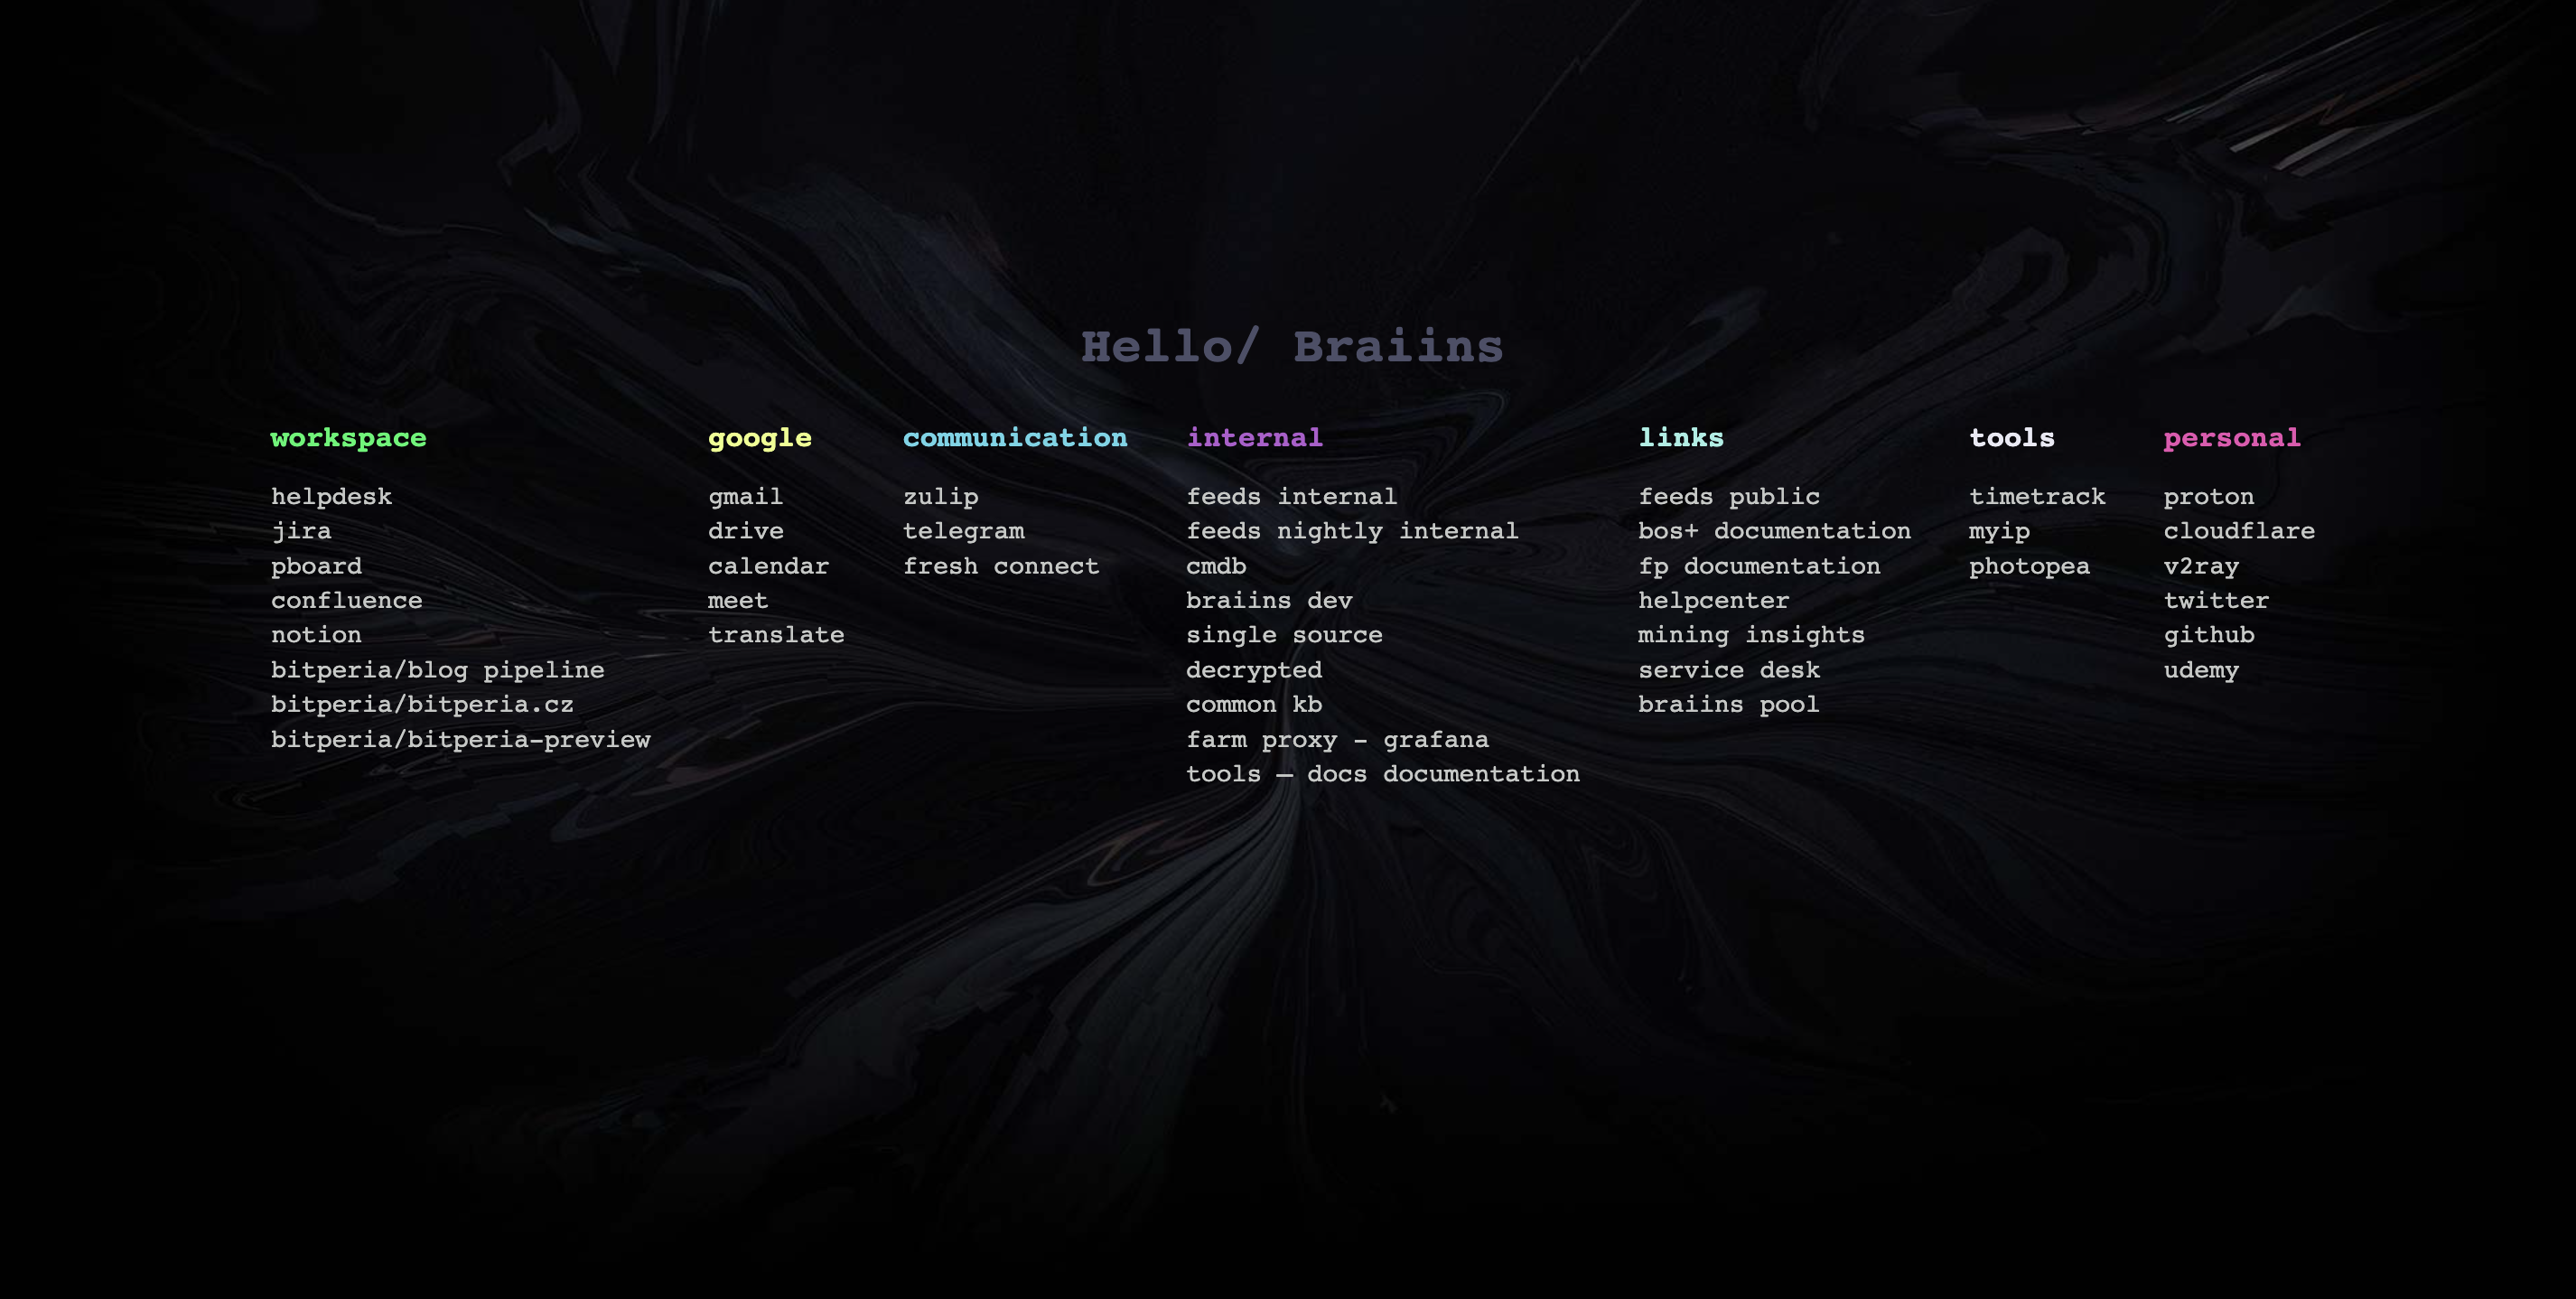 Hello/ Braiins
workspace
helpdesk
jira
pboard
confluence
notion
bitperia/blog pipeline
bitperia/bitperia.cz
bitperia/bitperia-preview
google
gmail
drive
calendar
meet
translate
communication
zulip
telegram
fresh connect
internal
feeds internal
feeds nightly internal
cmdb
braiins dev
single source
decrypted
common kb
farm proxy - grafana
tools — docs documentation
links
feeds public
bos+ documentation
fp documentation
helpcenter
mining insights
service desk
braiins pool
tools
timetrack
myip
photopea
personal
proton
cloudflare
v2ray
twitter
github
udemy